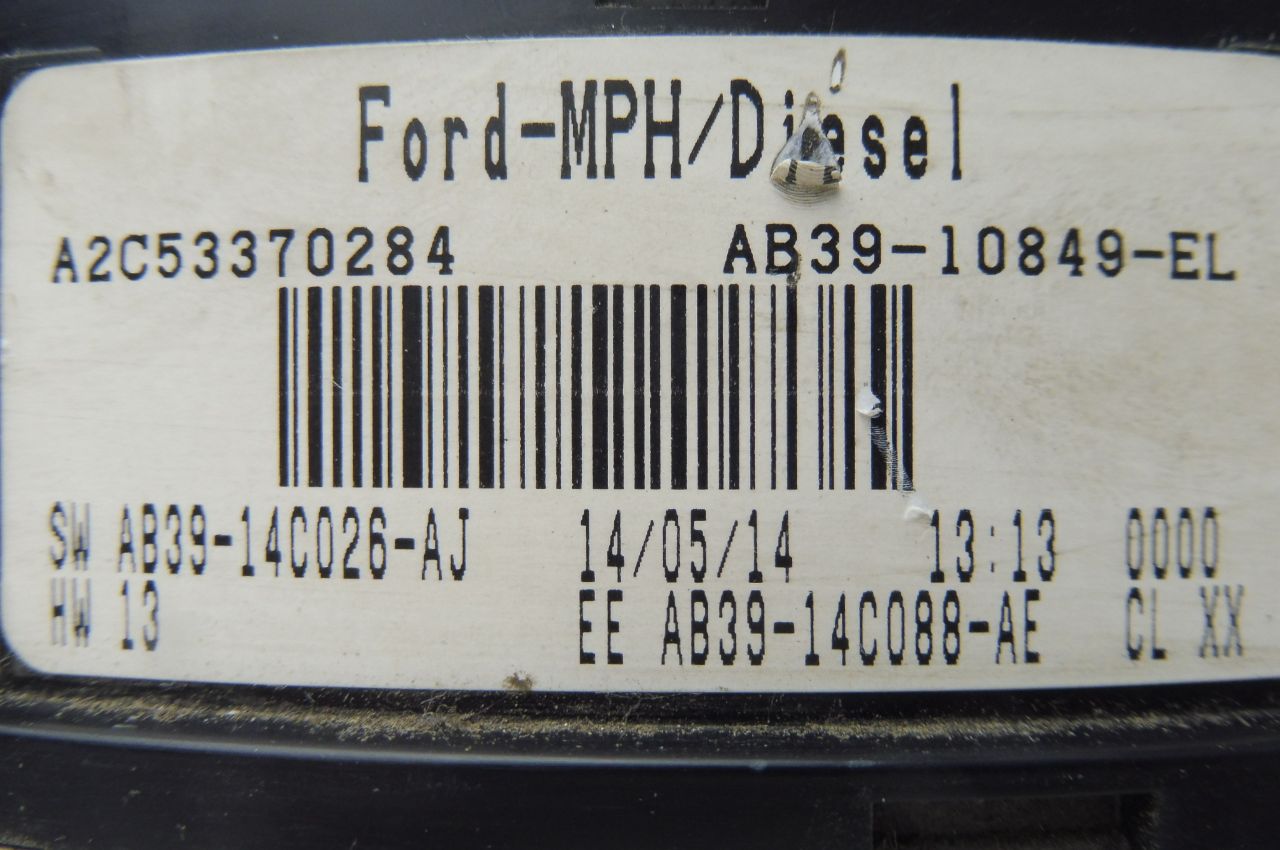 Ford-MPH/Diesel
A2C53370284 AB39-10849-EL
SW AB39-14C026-AJ 14/05/14 13:13 0000
HW 13 EE AB39-14C088-AE CL XX